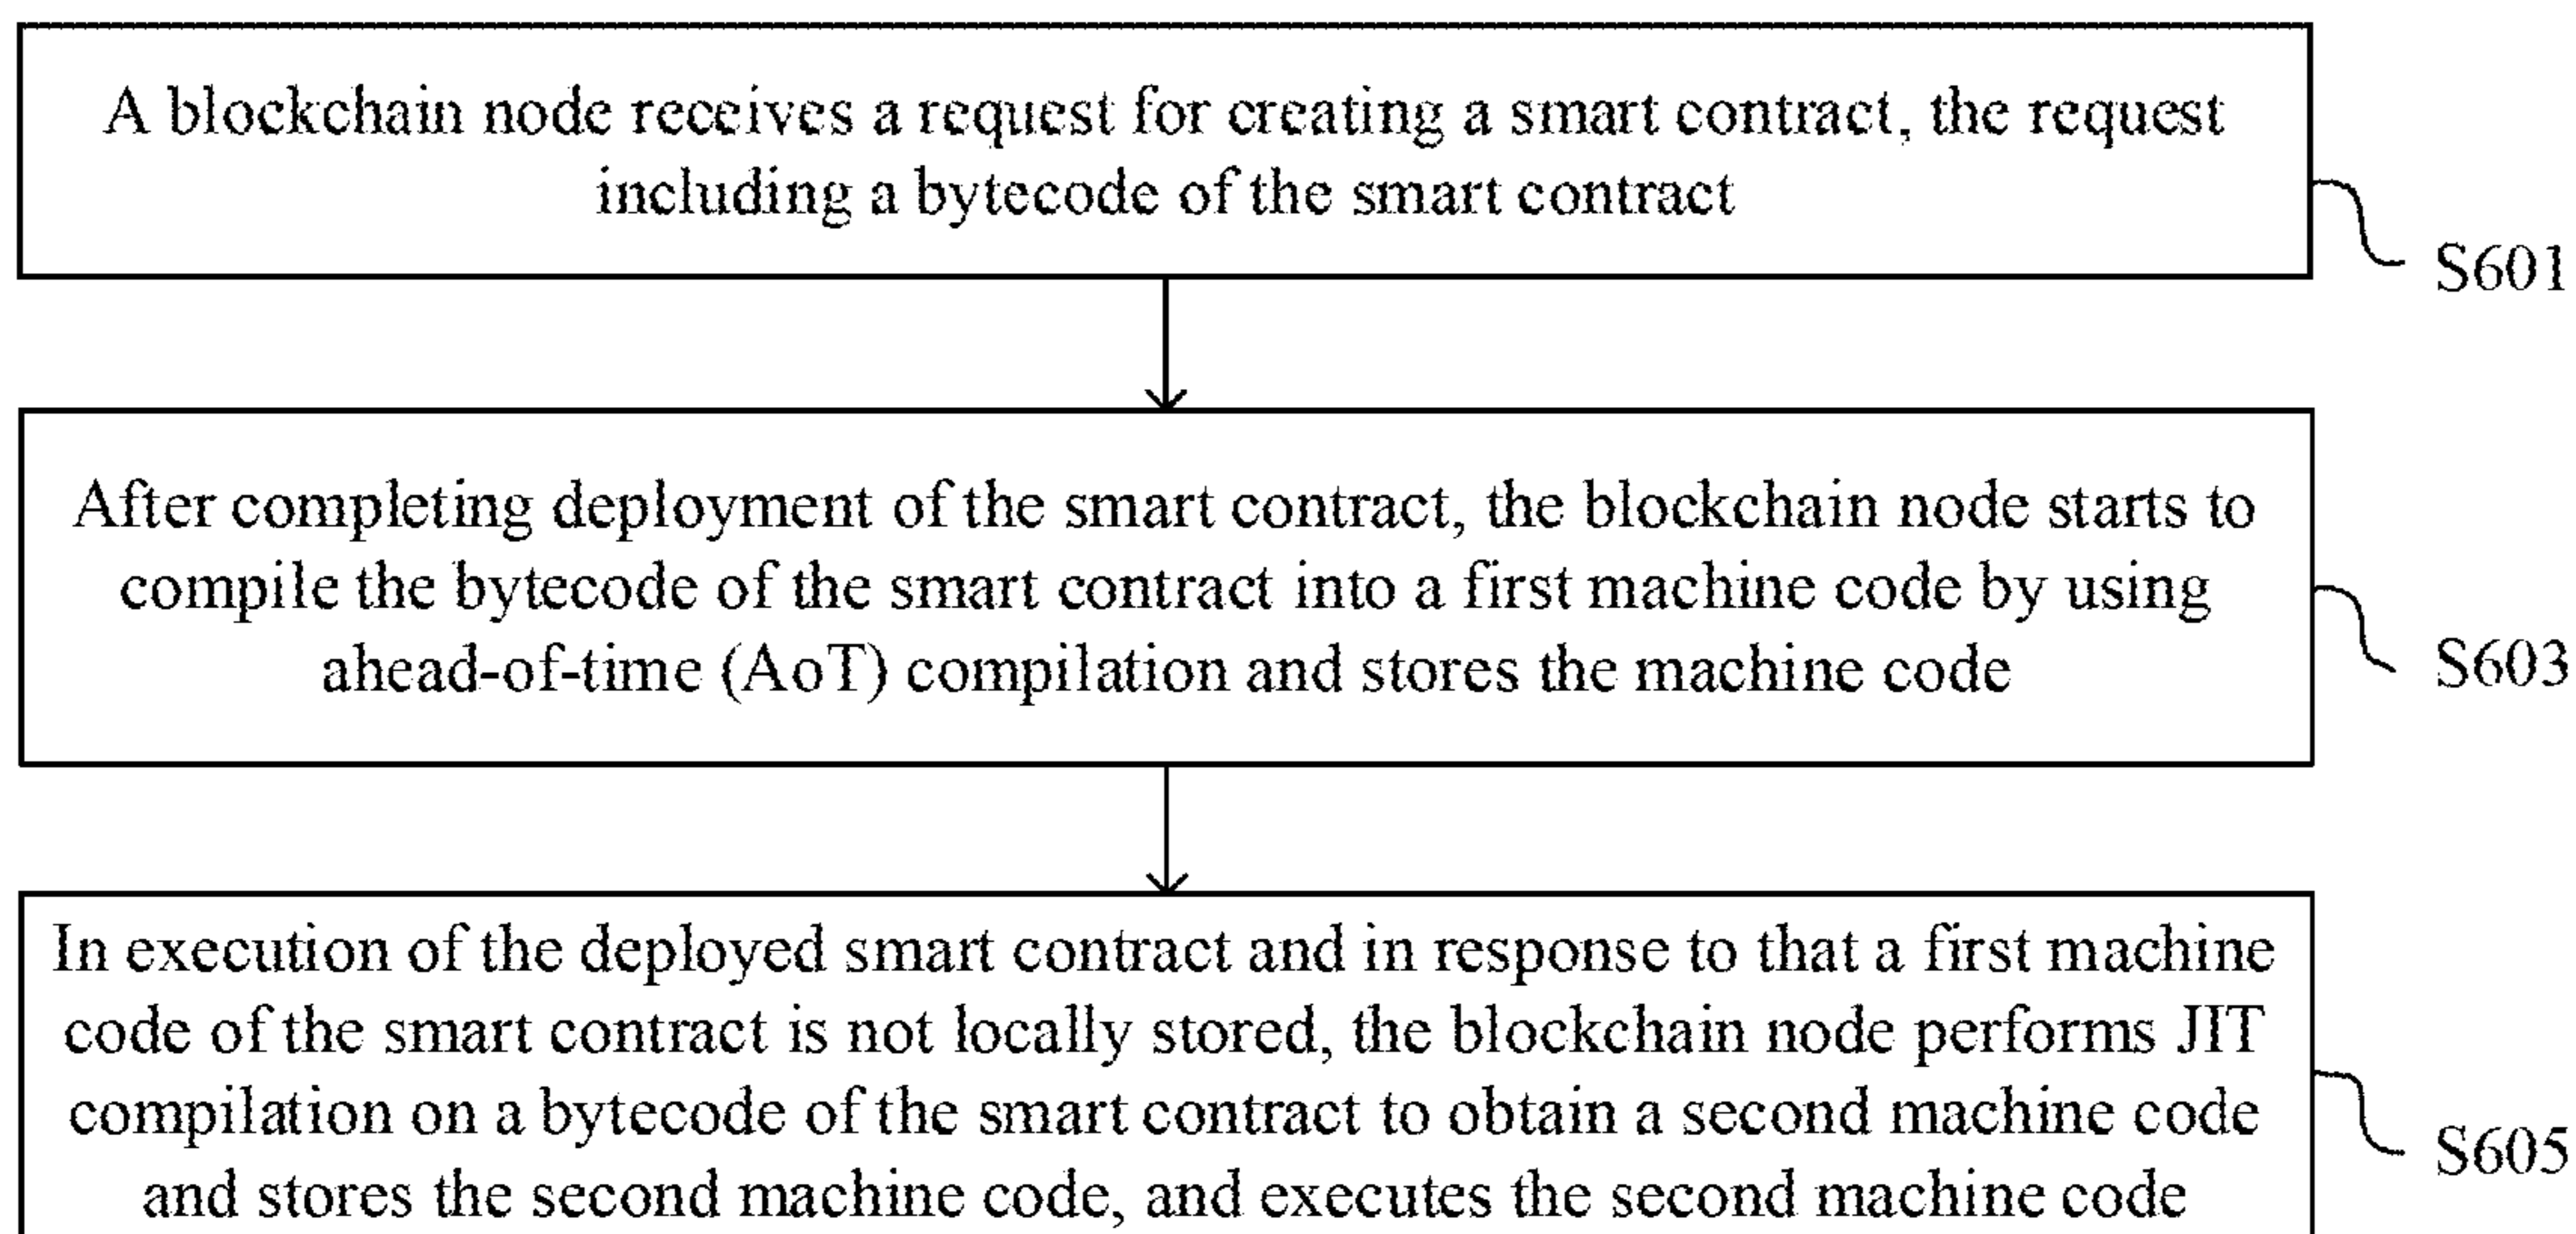 A blockchain node receives a request for creating a smart contract, the request
including a bytecode of the smart contract
S601
After completing deployment of the smart contract, the blockchain node starts to
compile the bytecode of the smart contract into a first machine code by using
ahead-of-time (AoT) compilation and stores the machine code
S603
In execution of the deployed smart contract and in response to that a first machine
code of the smart contract is not locally stored, the blockchain node performs JIT
compilation on a bytecode of the smart contract to obtain a second machine code
and stores the second machine code, and executes the second machine code
S605